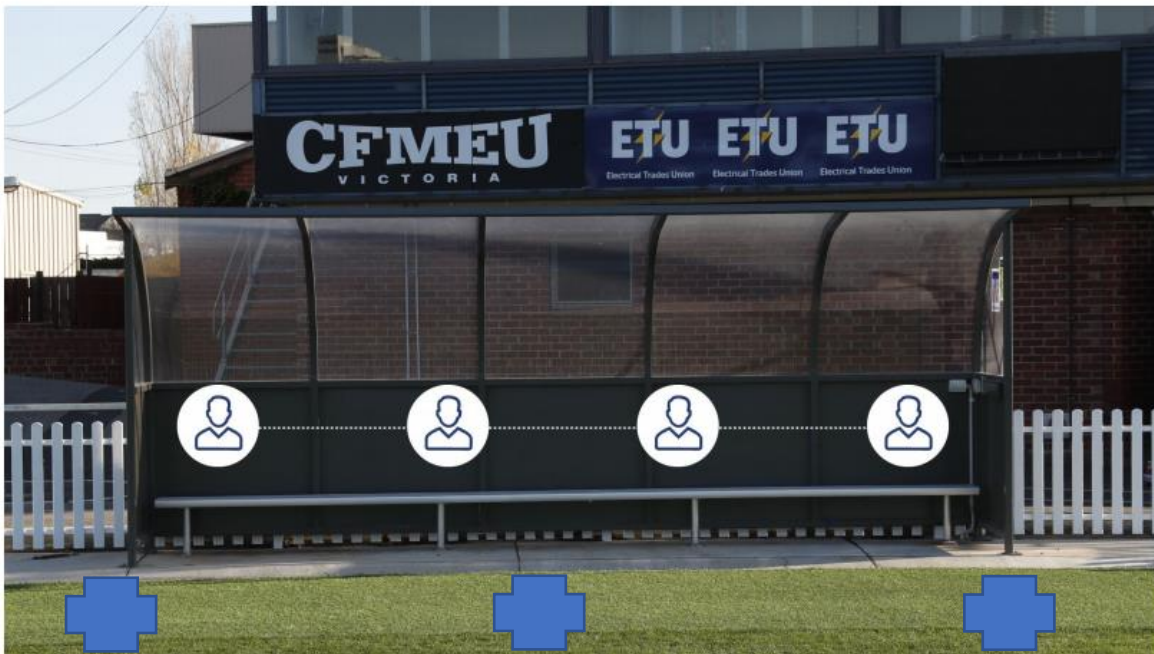 CFMEU
VICTORIA
ETU ETU ETU
Electrical Trades Union Electrical Trades Union Electrical Trades Union